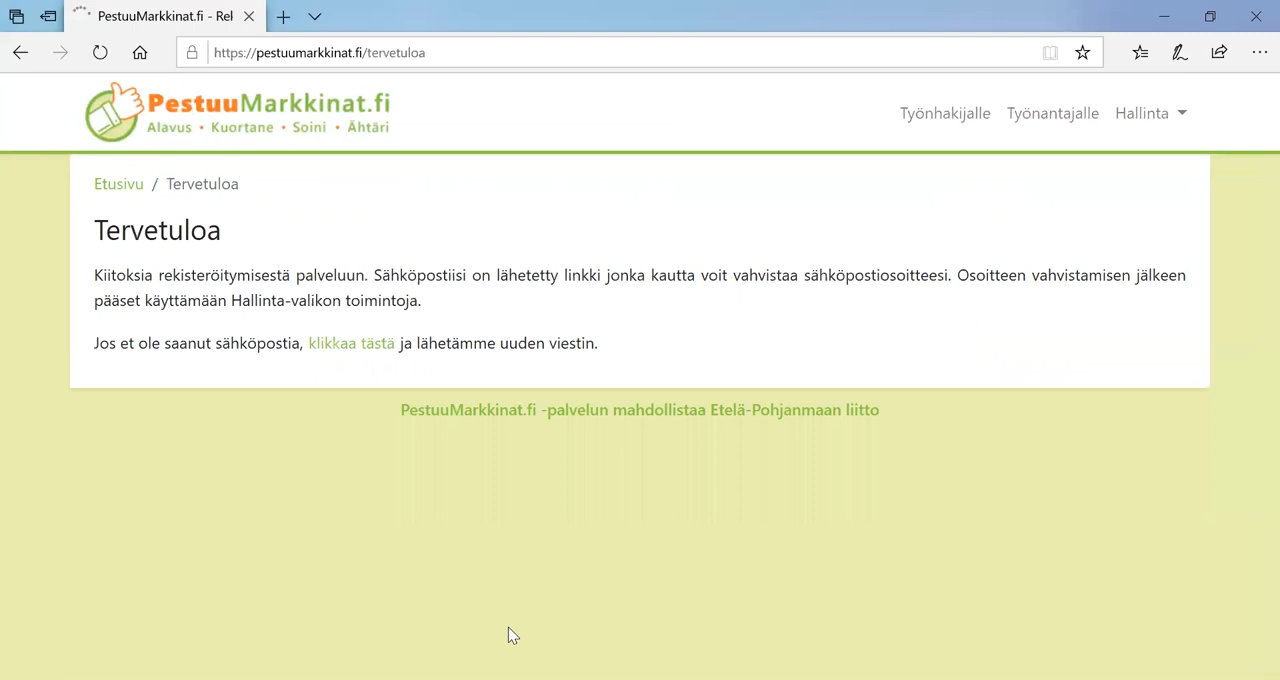 PestuuMarkkinat.fi - Rel
https://pestuumarkkinat.fi/tervetuloa
PestuuMarkkinat.fi
Alavus • Kuortane • Soini • Ähtäri
Työnhakijalle Työnantajalle Hallinta
Etusivu / Tervetuloa
Tervetuloa
Kiitoksia rekisteröitymisestä palveluun. Sähköpostiisi on lähetetty linkki jonka kautta voit vahvistaa sähköpostiosoitteesi. Osoitteen vahvistamisen jälkeen
pääset käyttämään Hallinta-valikon toimintoja.
Jos et ole saanut sähköpostia, klikkaa tästä ja lähetämme uuden viestin.
PestuuMarkkinat.fi -palvelun mahdollistaa Etelä-Pohjanmaan liitto